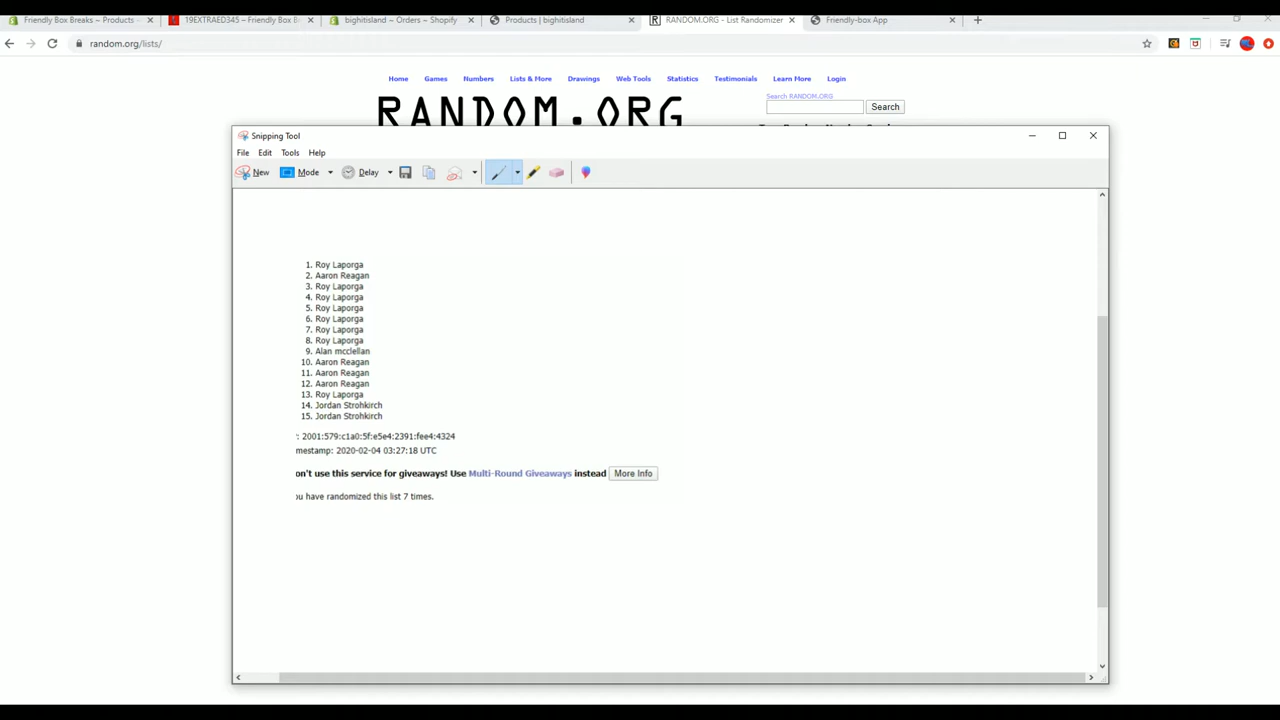 Friendly Box Breaks ~ Products ~
19EXTRAED345 ~ Friendly Box B
bighitisland ~ Orders ~ Shopify
Products | bighitisland
RANDOM.ORG - List Randomizer
Friendly-box App
random.org/lists/
Home Games Numbers Lists & More Drawings Web Tools Statistics Testimonials Learn More Login
RANDOM.ORG
Search RANDOM.ORG
Search
Snipping Tool
File Edit Tools Help
New Mode Delay
1. Roy Laporga
2. Aaron Reagan
3. Roy Laporga
4. Roy Laporga
5. Roy Laporga
6. Roy Laporga
7. Roy Laporga
8. Roy Laporga
9. Alan mcclellan
10. Aaron Reagan
11. Aaron Reagan
12. Aaron Reagan
13. Roy Laporga
14. Jordan Strohkirch
15. Jordan Strohkirch
: 2001:579:c1a0:5f:e5e4:2391:fee4:4324
mestamp: 2020-02-04 03:27:18 UTC
on't use this service for giveaways! Use Multi-Round Giveaways instead More Info
ou have randomized this list 7 times.